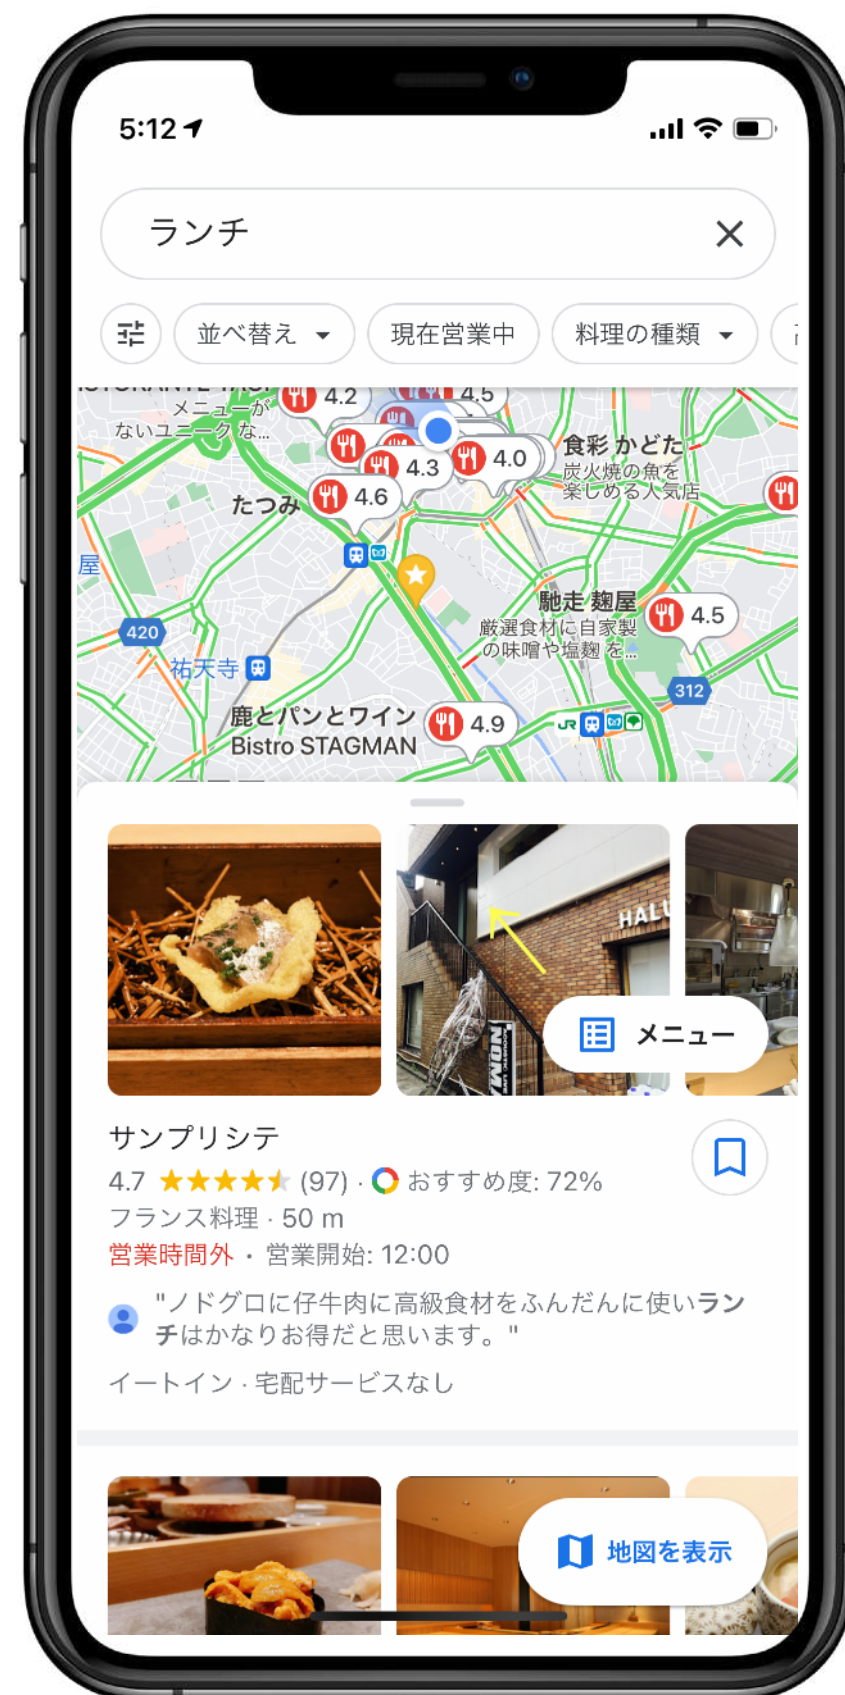 5:12
ランチ
並べ替え
現在営業中
料理の種類
メニューが
ないユニーク な...
4.2
4.5
4.3
4.0
4.6
たつみ
食彩 かどた
炭火焼の魚を
楽しめる人気店
屋
420
祐天寺
馳走 麹屋
厳選食材に自家製
の味噌や塩麹 を...
4.5
312
鹿とパンとワイン
Bistro STAGMAN
4.9
JR
HALU
ACOUSTIC LIVE
NOMA
メニュー
サンプリシテ
4.7 (97) · おすすめ度: 72%
フランス料理 · 50 m
営業時間外 · 営業開始: 12:00
"ノドグロに仔牛肉に高級食材をふんだんに使いラン
チはかなりお得だと思います。"
イートイン · 宅配サービスなし
地図を表示